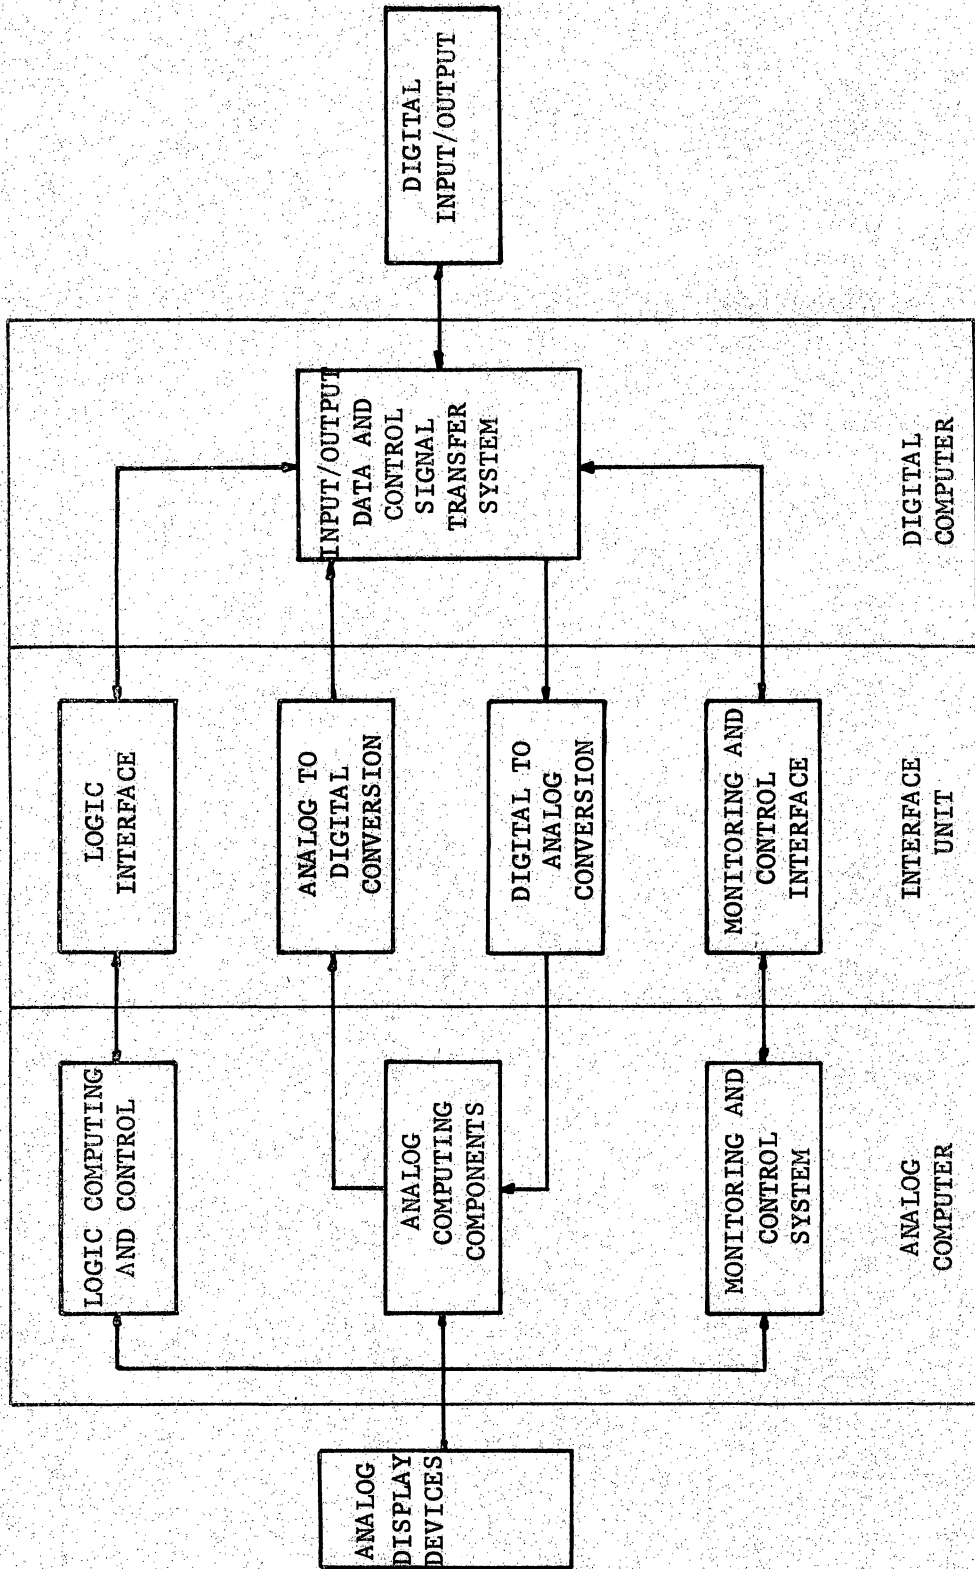 ANALOG
DISPLAY
DEVICES
LOGIC COMPUTING
AND CONTROL
ANALOG
COMPUTING
COMPONENTS
MONITORING AND
CONTROL
SYSTEM
ANALOG
COMPUTER
LOGIC
INTERFACE
ANALOG TO
DIGITAL
CONVERSION
DIGITAL TO
ANALOG
CONVERSION
MONITORING AND
CONTROL
INTERFACE
INTERFACE
UNIT
INPUT/OUTPUT
DATA AND
CONTROL
SIGNAL
TRANSFER
SYSTEM
DIGITAL
COMPUTER
DIGITAL
INPUT/OUTPUT